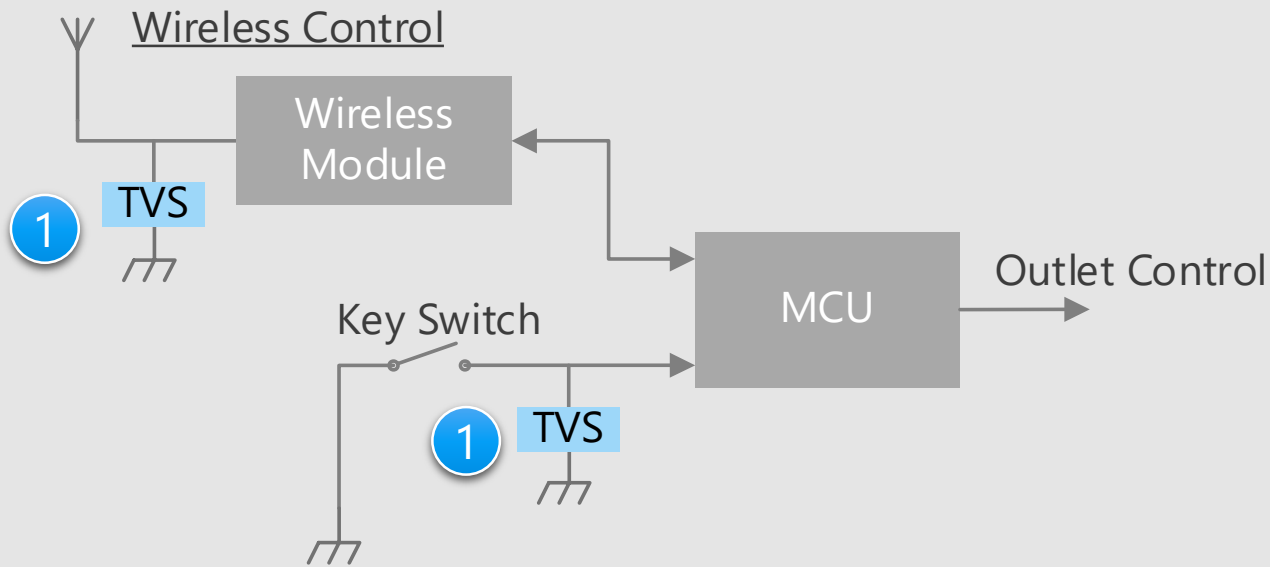 Wireless Control
Wireless
Module
TVS
1
MCU
Outlet Control
Key Switch
TVS
1